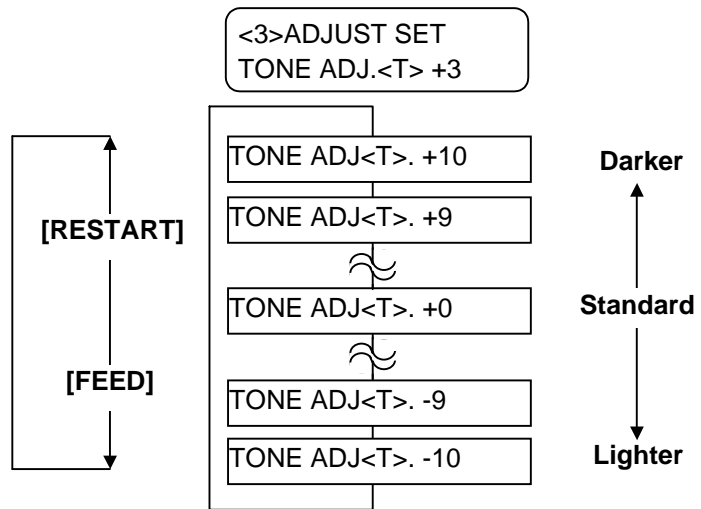 <3>ADJUST SET
TONE ADJ.<T> +3
TONE ADJ<T>. +10
Darker
TONE ADJ<T>. +9
[RESTART]
TONE ADJ<T>. +0
Standard
[FEED]
TONE ADJ<T>. -9
TONE ADJ<T>. -10
Lighter